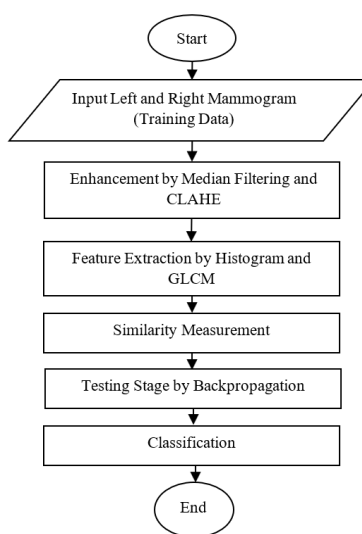 Start
Input Left and Right Mammogram
(Training Data)
Enhancement by Median Filtering and
CLAHE
Feature Extraction by Histogram and
GLCM
Similarity Measurement
Testing Stage by Backpropagation
Classification
End